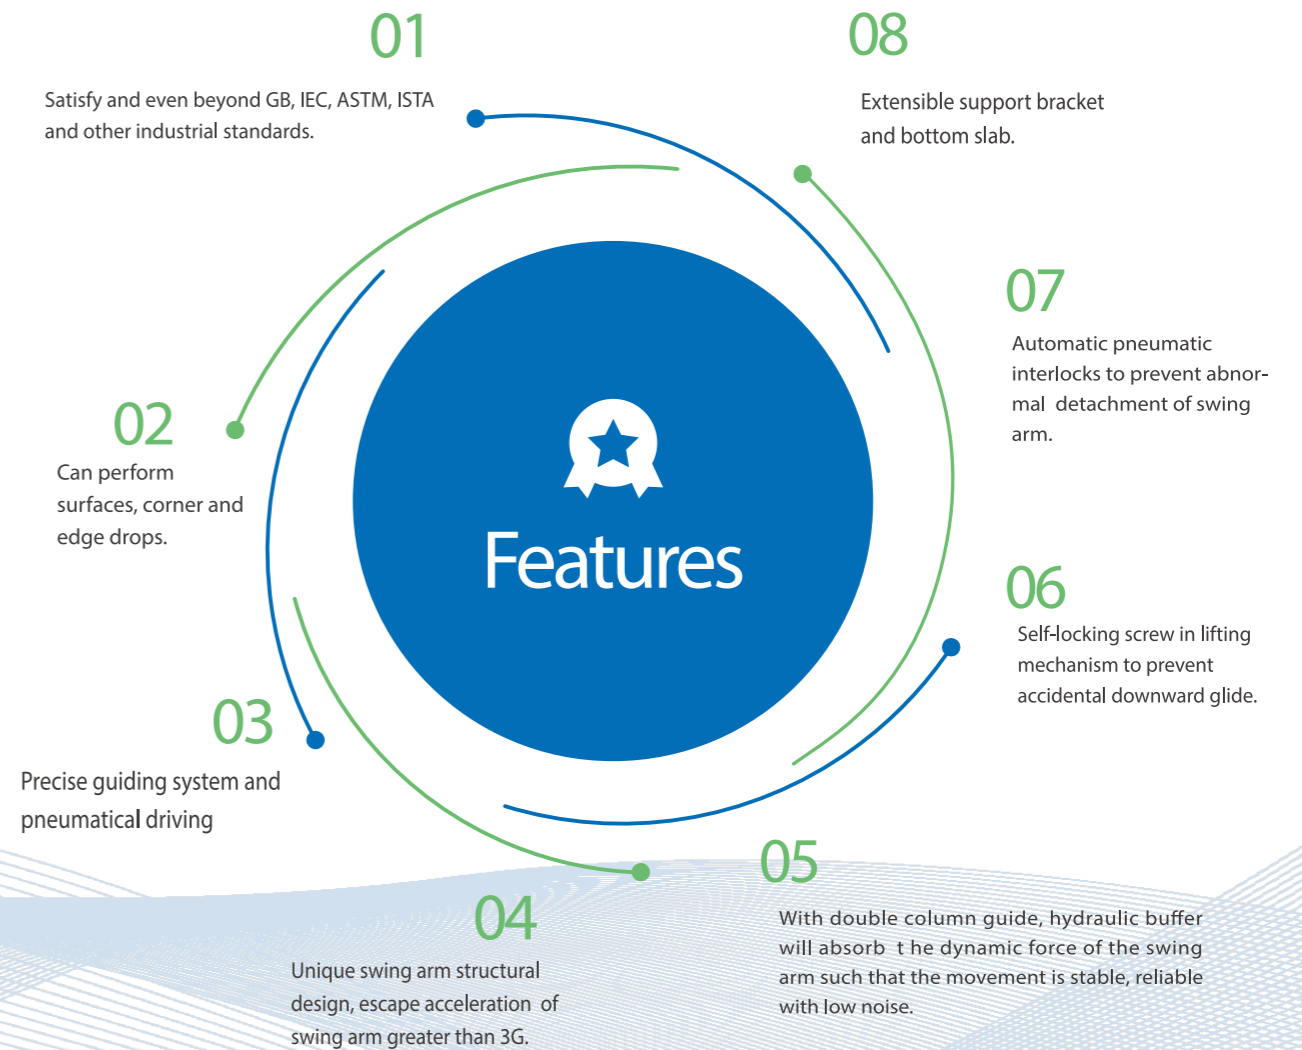 01
Satisfy and even beyond GB, IEC, ASTM, ISTA
and other industrial standards.
02
Can perform
surfaces, corner and
edge drops.
03
Precise guiding system and
pneumatical driving
04
Unique swing arm structural
design, escape acceleration of
swing arm greater than 3G.
05
With double column guide, hydraulic buffer
will absorb t he dynamic force of the swing
arm such that the movement is stable, reliable
with low noise.
06
Self-locking screw in lifting
mechanism to prevent
accidental downward glide.
07
Automatic pneumatic
interlocks to prevent abnor-
mal detachment of swing
arm.
08
Extensible support bracket
and bottom slab.
Features